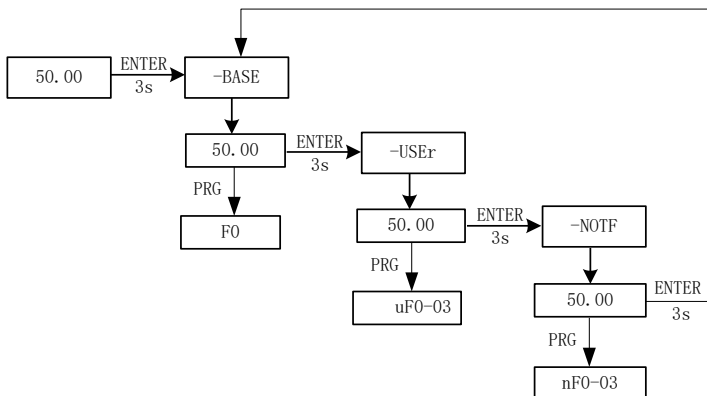 50.00
ENTER
3s
-BASE
50.00
ENTER
3s
-USEr
PRG
F0
50.00
ENTER
3s
-NOTF
PRG
uF0-03
50.00
ENTER
3s
PRG
nF0-03